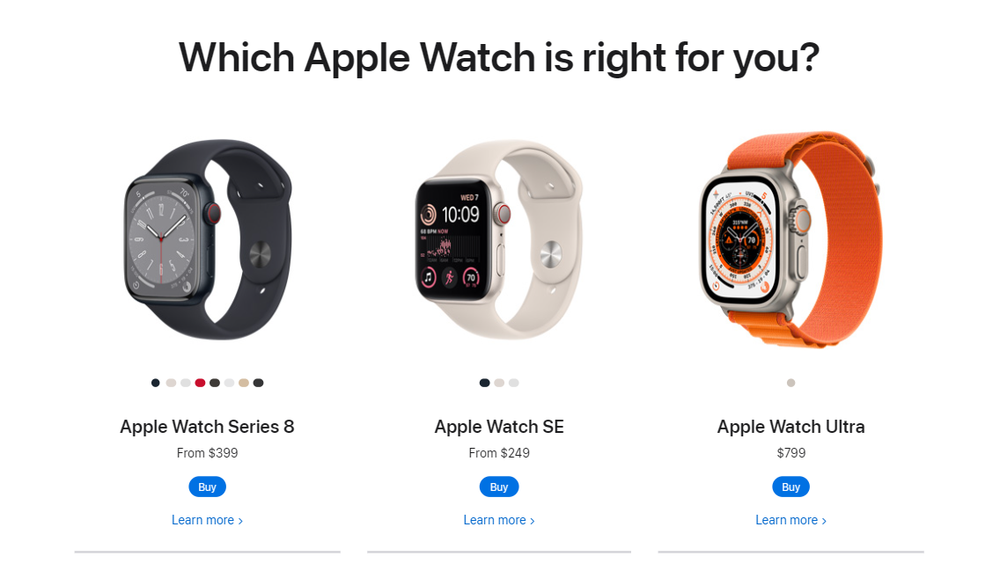 Which Apple Watch is right for you?
WED 7
10:09
68 BPM NOW
70
70
Apple Watch Series 8
Apple Watch SE
Apple Watch Ultra
From $399
From $249
$799
Buy
Buy
Buy
Learn more >
Learn more >
Learn more >